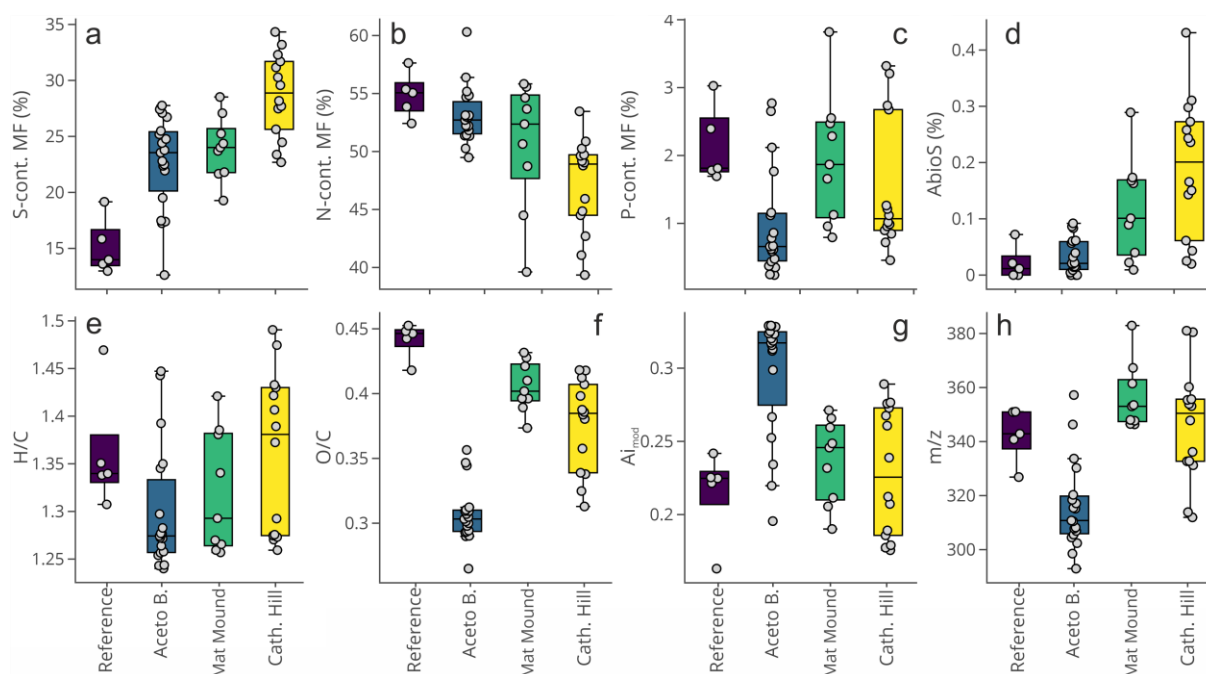 a
S-cont. MF (%)
35
30
25
20
15
b
N-cont. MF (%)
60
55
50
45
40
c
P-cont. MF (%)
4
3
2
1
d
AbioS (%)
0.4
0.3
0.2
0.1
0
e
H/C
1.5
1.45
1.4
1.35
1.3
1.25
Reference
Aceto B.
Mat Mound
Cath. Hill
f
O/C
0.45
0.4
0.35
0.3
Reference
Aceto B.
Mat Mound
Cath. Hill
g
Ai mod
0.3
0.25
0.2
Reference
Aceto B.
Mat Mound
Cath. Hill
h
m/z
380
360
340
320
300
Reference
Aceto B.
Mat Mound
Cath. Hill